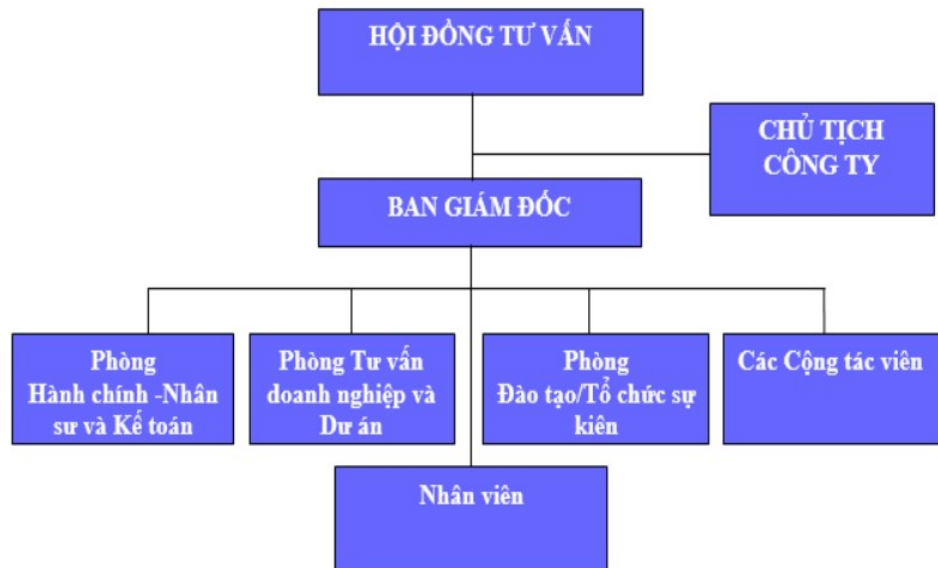 HỘI ĐỒNG TƯ VẤN
CHỦ TỊCH
CÔNG TY
BAN GIÁM ĐỐC
Phòng
Hành chính -Nhân
sư và Kế toán
Phòng Tư vấn
doanh nghiệp và
Dư án
Phòng
Đào tạo/Tổ chức sự
kiên
Các Cộng tác viên
Nhân viên